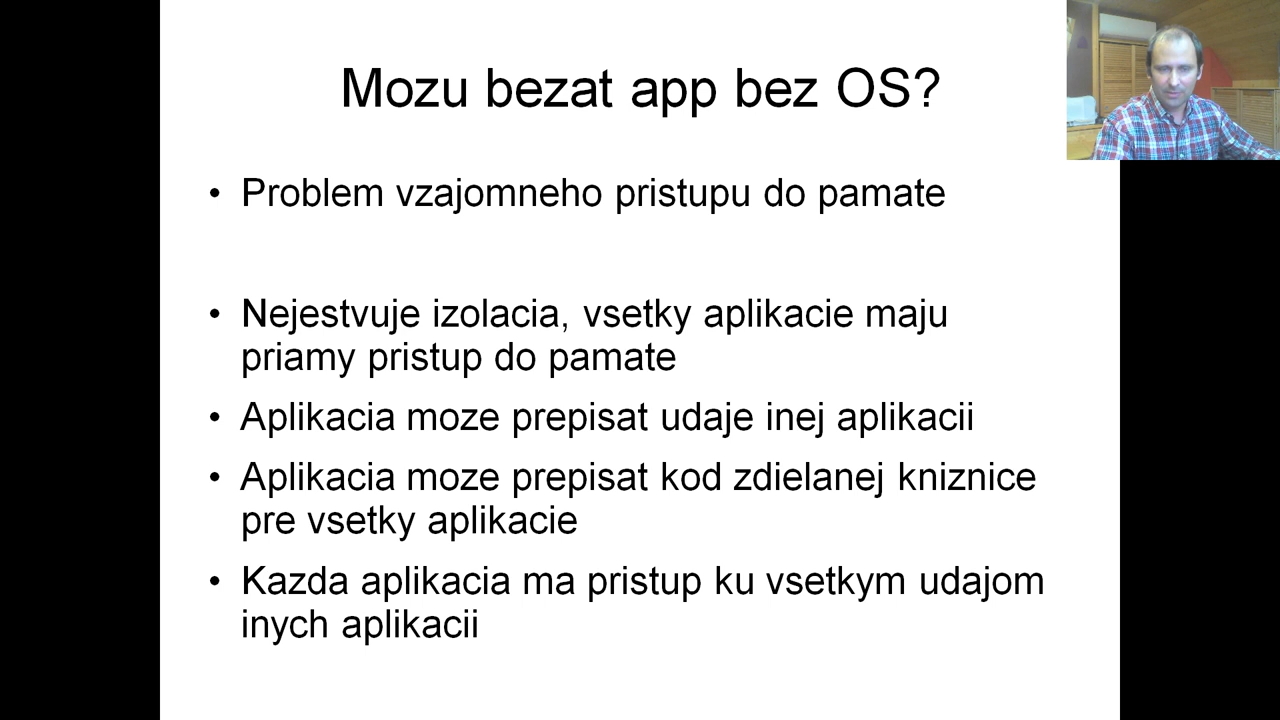 Mozu bezat app bez OS?
• Problem vzajomneho pristupu do pamate
• Nejestvuje izolacia, vsetky aplikacie maju
priamy pristup do pamate
• Aplikacia moze prepisat udaje inej aplikacii
• Aplikacia moze prepisat kod zdielanej kniznice
pre vsetky aplikacie
• Kazda aplikacia ma pristup ku vsetkym udajom
inych aplikacii